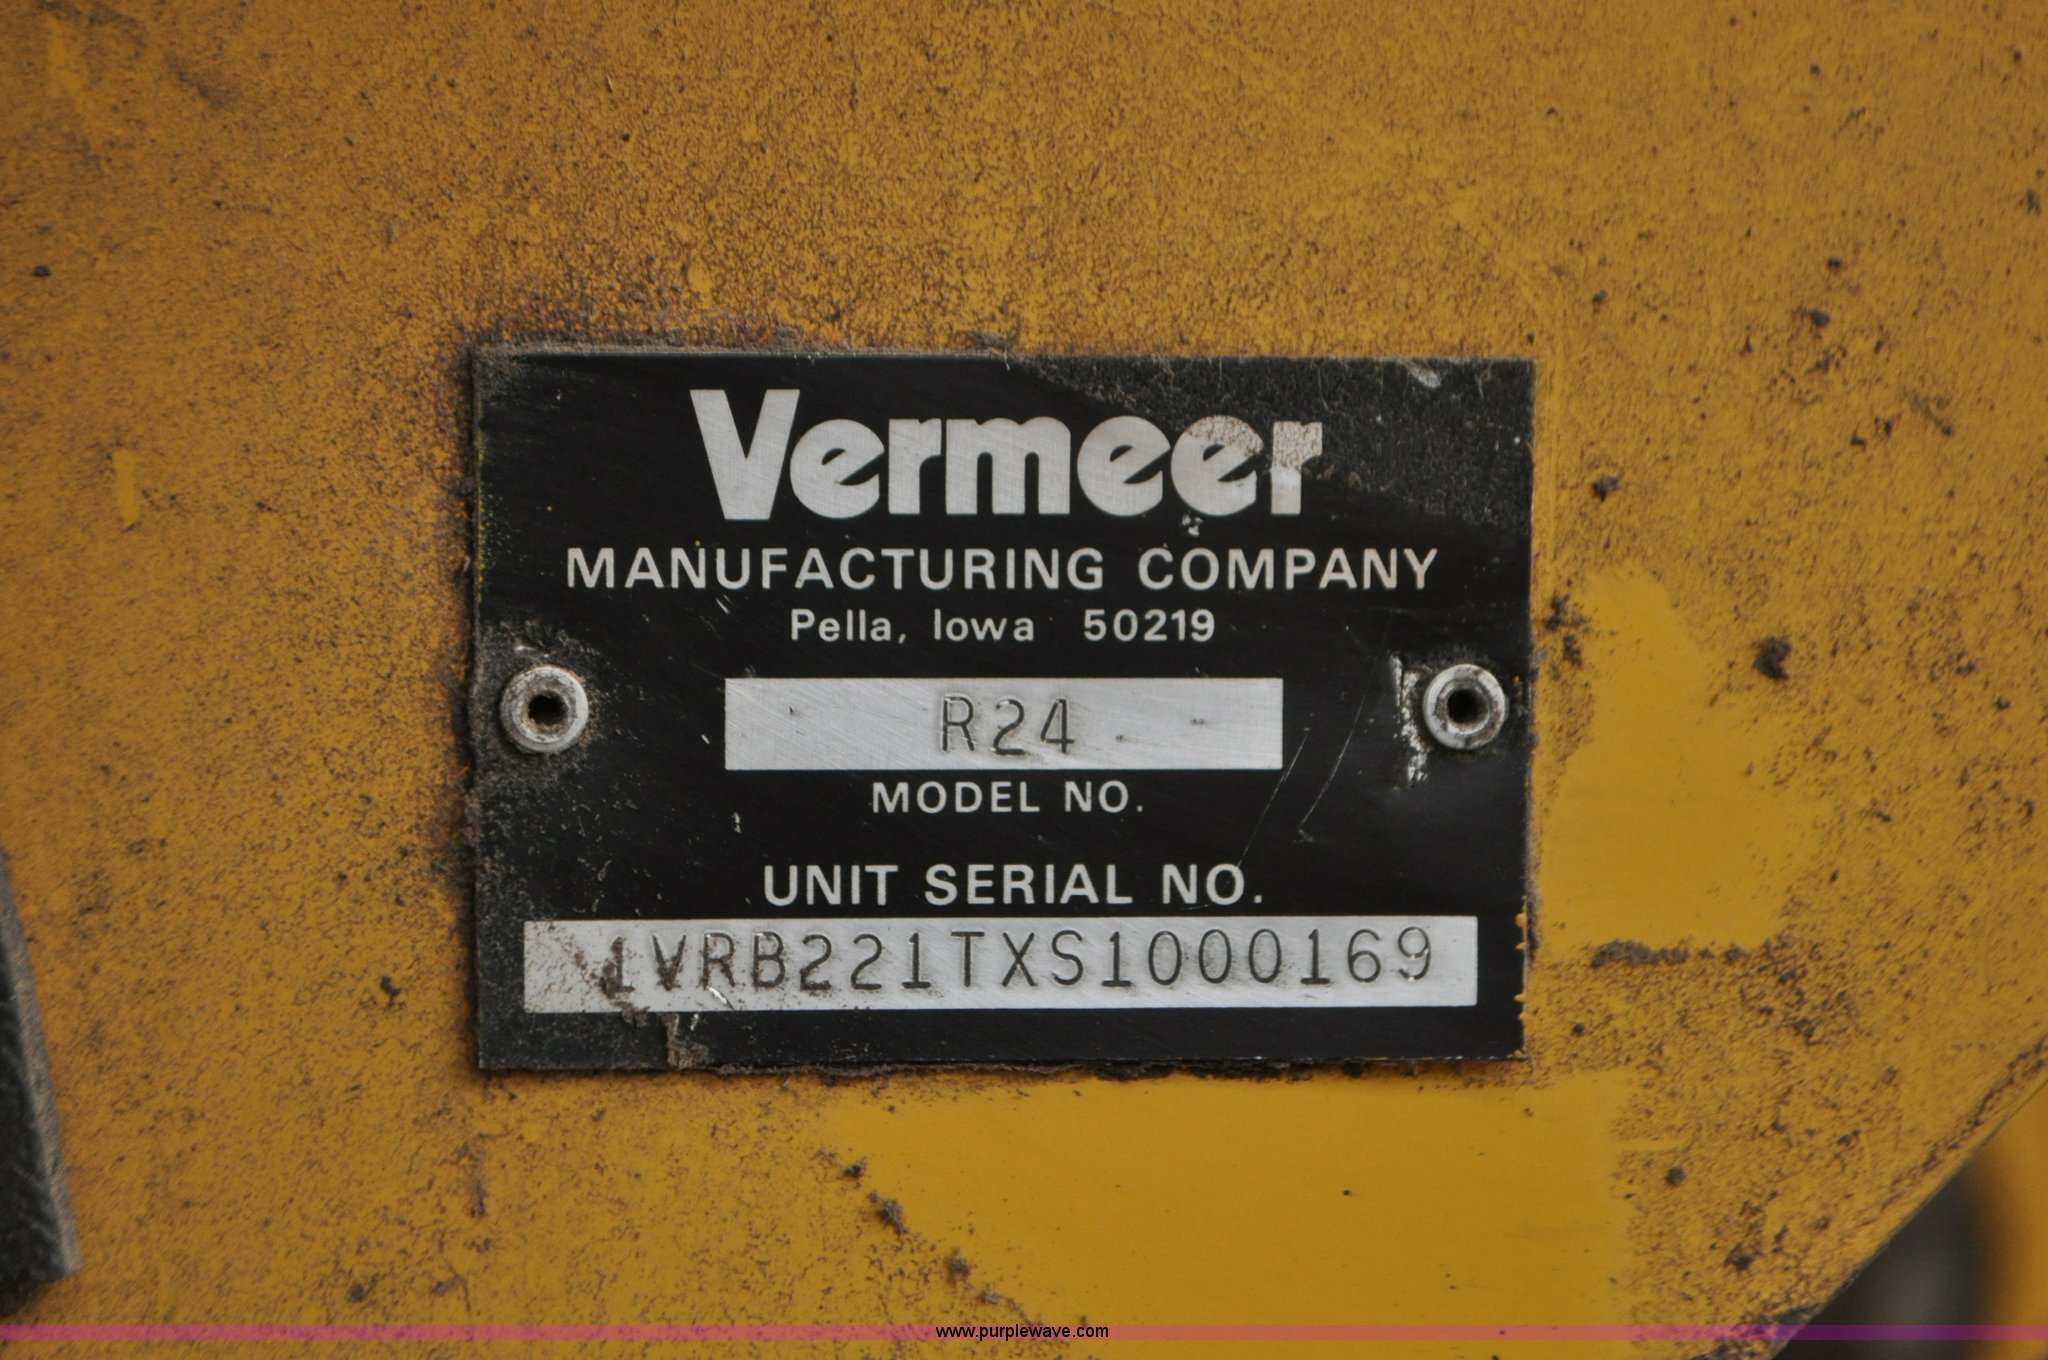 Vermeer
MANUFACTURING COMPANY
Pella, Iowa 50219
R24
MODEL NO.
UNIT SERIAL NO.
1VRB221TXS1000169
www.purplewave.com